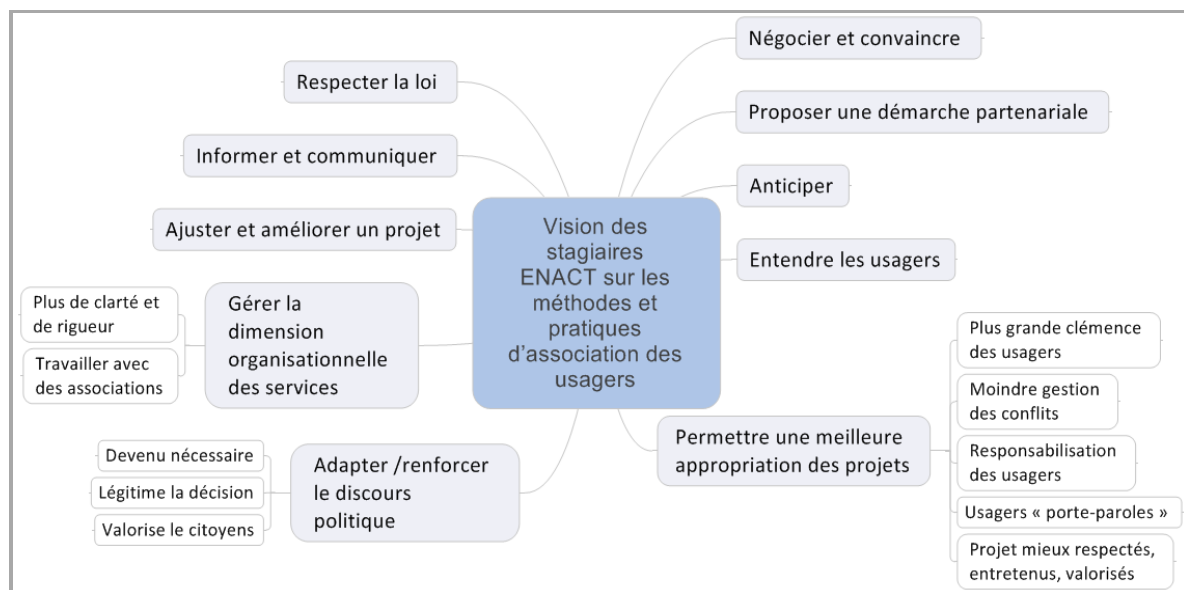 Vision des
stagiaires
ENACT sur les
méthodes et
pratiques
d'association des
usagers
Négocier et convaincre
Proposer une démarche partenariale
Anticiper
Entendre les usagers
Permettre une meilleure
appropriation des projets
Plus grande clémence
des usagers
Moindre gestion
des conflits
Responsabilisation
des usagers
Usagers « porte-paroles »
Projet mieux respectés,
entretenus, valorisés
Respecter la loi
Informer et communiquer
Ajuster et améliorer un projet
Gérer la
dimension
organisationnelle
des services
Plus de clarté et
de rigueur
Travailler avec
des associations
Adapter /renforcer
le discours
politique
Devenu nécessaire
Légitime la décision
Valorise le citoyens